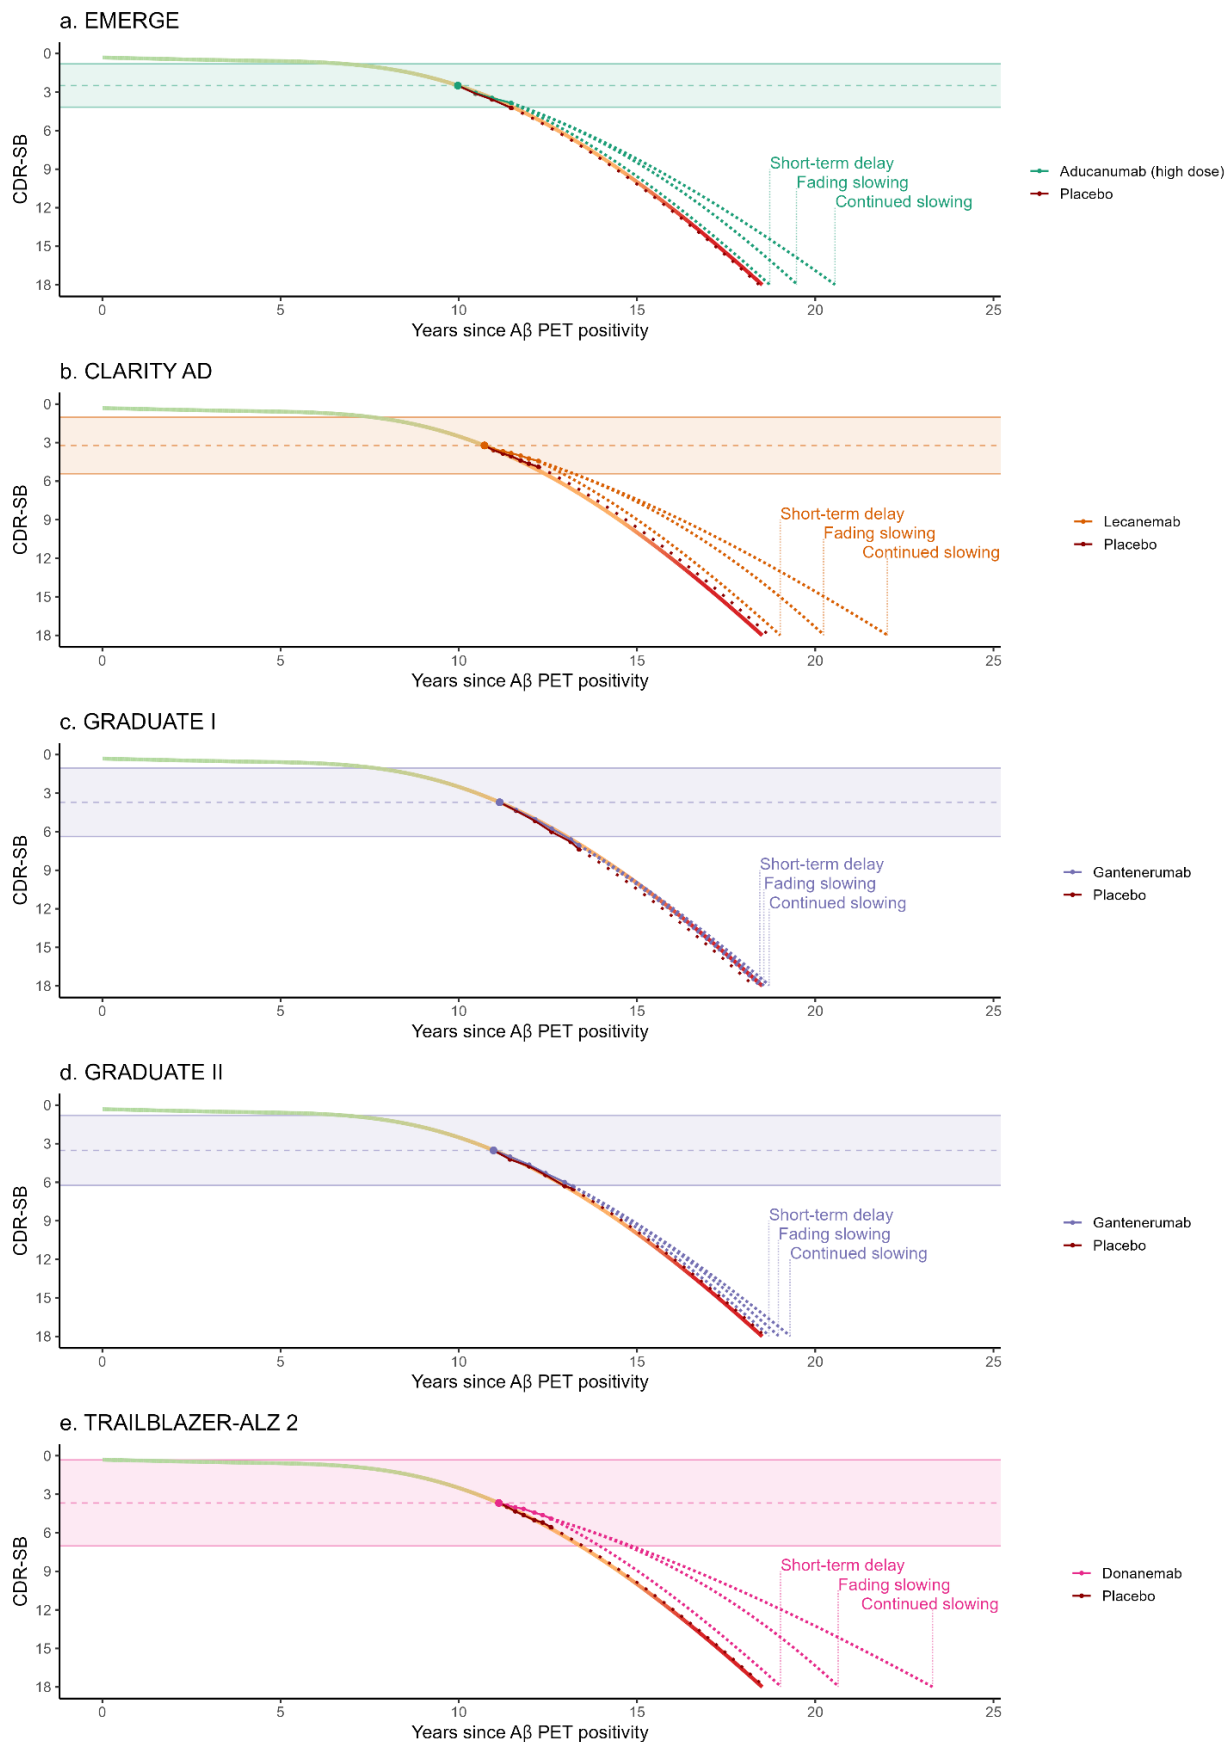 a. EMERGE
0
3
6
9
12
15
18
CDR-SB
Short-term delay
Fading slowing
Continued slowing
Aducanumab (high dose)
Placebo
0 5 10 15 20 25
Years since Aβ PET positivity
b. CLARITY AD
0
3
6
9
12
15
18
CDR-SB
Short-term delay
Fading slowing
Continued slowing
Lecanemab
Placebo
0 5 10 15 20 25
Years since Aβ PET positivity
c. GRADUATE I
0
3
6
9
12
15
18
CDR-SB
Short-term delay
Fading slowing
Continued slowing
Gantenerumab
Placebo
0 5 10 15 20 25
Years since Aβ PET positivity
d. GRADUATE II
0
3
6
9
12
15
18
CDR-SB
Short-term delay
Fading slowing
Continued slowing
Gantenerumab
Placebo
0 5 10 15 20 25
Years since Aβ PET positivity
e. TRAILBLAZER-ALZ 2
0
3
6
9
12
15
18
CDR-SB
Short-term delay
Fading slowing
Continued slowing
Donanemab
Placebo
0 5 10 15 20 25
Years since Aβ PET positivity